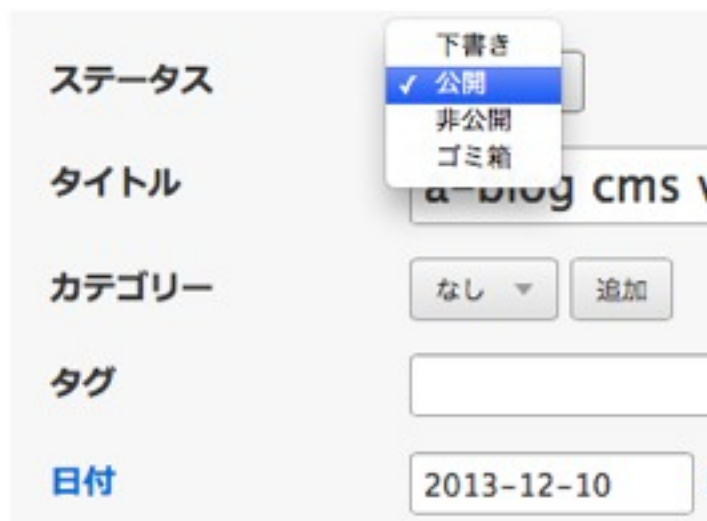 下書き
ステータス
✓ 公開
非公開
ゴミ箱
タイトル
a-blog cms v
カテゴリー
なし
追加
タグ
日付
2013-12-10